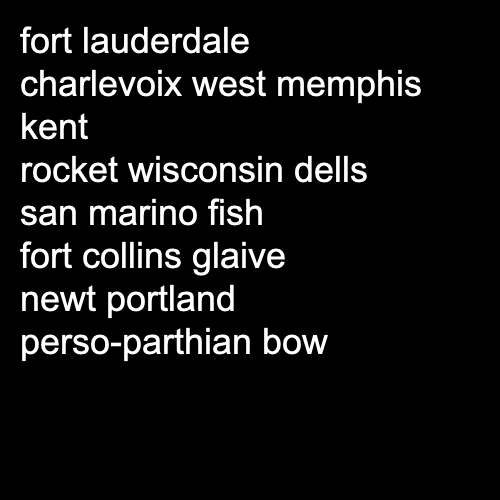 fort lauderdale
charlevoix west memphis
kent
rocket wisconsin dells
san marino fish
fort collins glaive
newt portland
perso-parthian bow